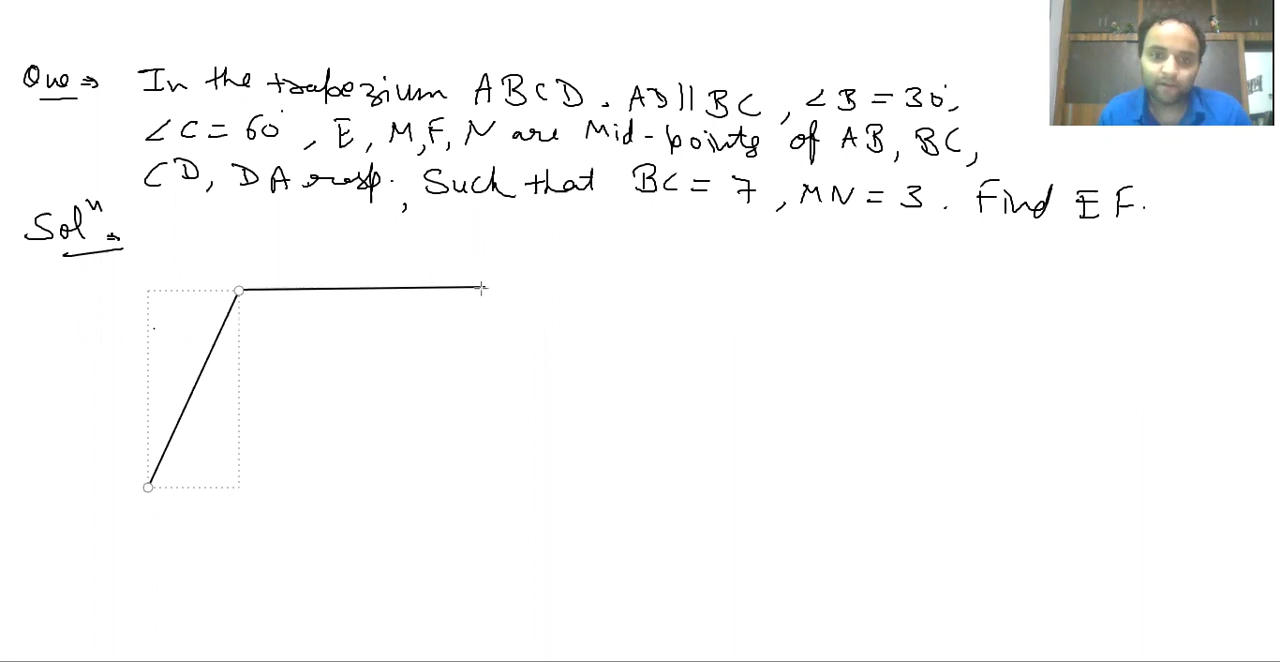 Que ⇒ In the trapezium ABCD. AD || BC, ∠B = 30°,
∠C = 60°, E, M, F, N are Mid-points of AB, BC,
CD, DA resp., Such that BC = 7, MN = 3. Find EF.
Solⁿ ⇒